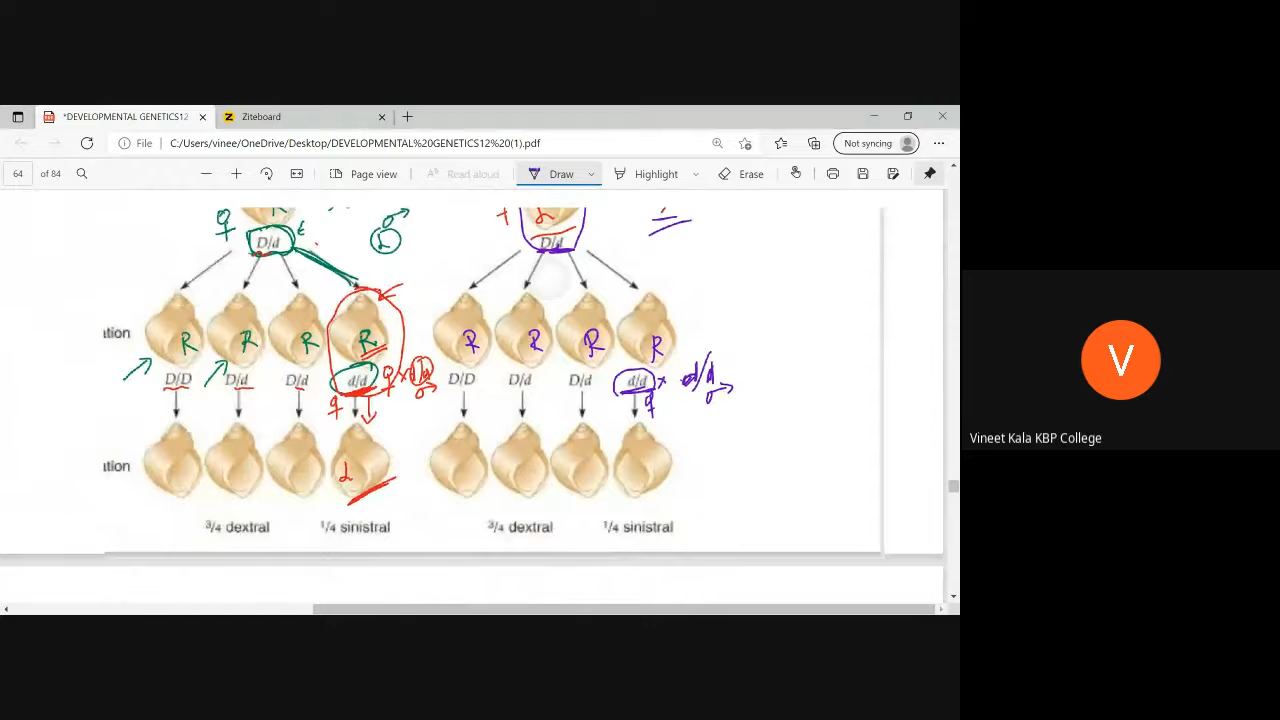 *DEVELOPMENTAL GENETICS12
Ziteboard
File
C:/Users/vinee/OneDrive/Desktop/DEVELOPMENTAL%20GENETICS12%20(1).pdf
Not syncing
64 of 84
Page view
Read aloud
Draw
Highlight
Erase
R
♀ D/d ♂
D/d
ation R R R R R R R R
D/D D/d D/d d/d ♀ × ♂ D/D D/d D/d d/d × d/d
♀ ♀ ♂
ation
3/4 dextral 1/4 sinistral 3/4 dextral 1/4 sinistral
V
Vineet Kala KBP College